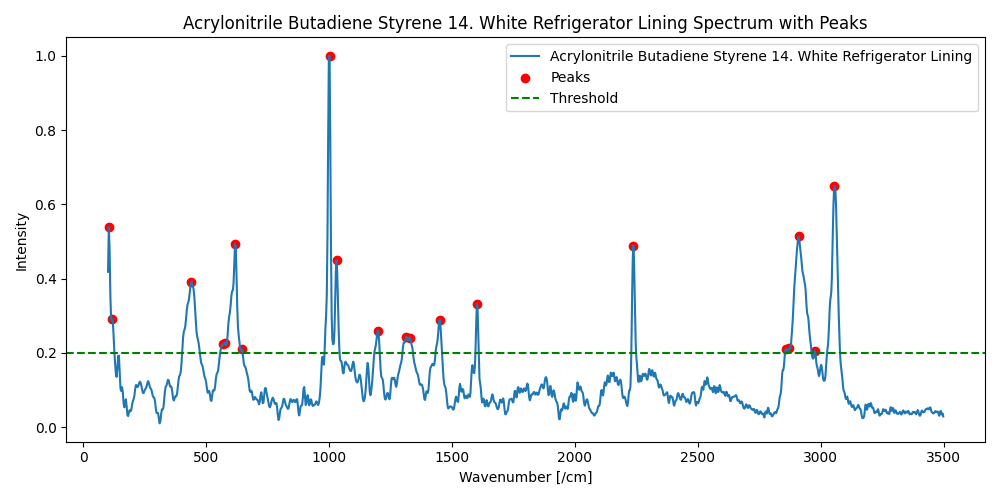 Acrylonitrile Butadiene Styrene 14. White Refrigerator Lining Spectrum with Peaks
Acrylonitrile Butadiene Styrene 14. White Refrigerator Lining
Peaks
Threshold
Intensity
1.0
0.8
0.6
0.4
0.2
0.0
0 500 1000 1500 2000 2500 3000 3500
Wavenumber [/cm]